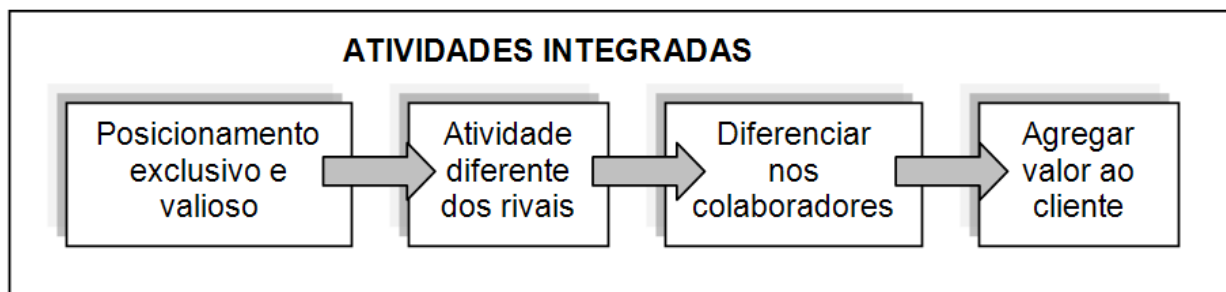 ATIVIDADES INTEGRADAS
Posicionamento
exclusivo e
valioso
Atividade
diferente
dos rivais
Diferenciar
nos
colaboradores
Agregar
valor ao
cliente